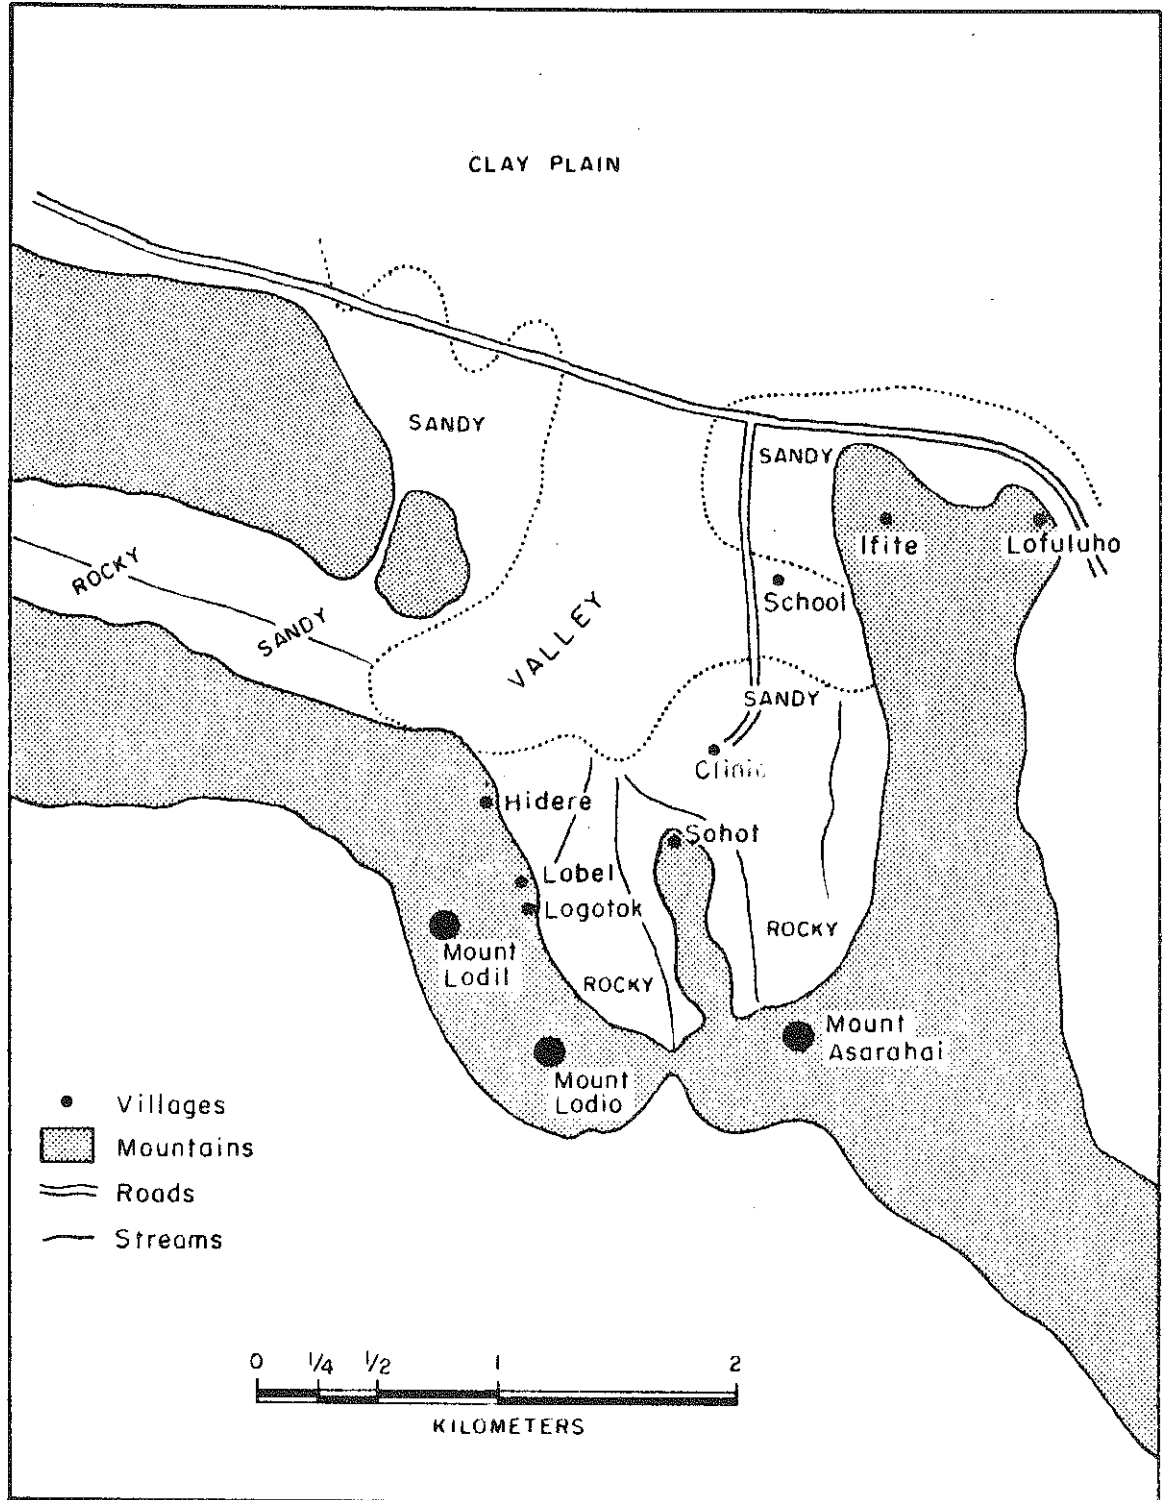 CLAY PLAIN
SANDY
SANDY
Ifite
Lofuluho
ROCKY
School
SANDY
VALLEY
SANDY
Clinic
Hidere
Sohot
Lobel
Logotok
ROCKY
Mount
Lodil
ROCKY
Mount
Asarahai
Mount
Lodio
Villages
Mountains
Roads
Streams
0 1/4 1/2 1 2
KILOMETERS